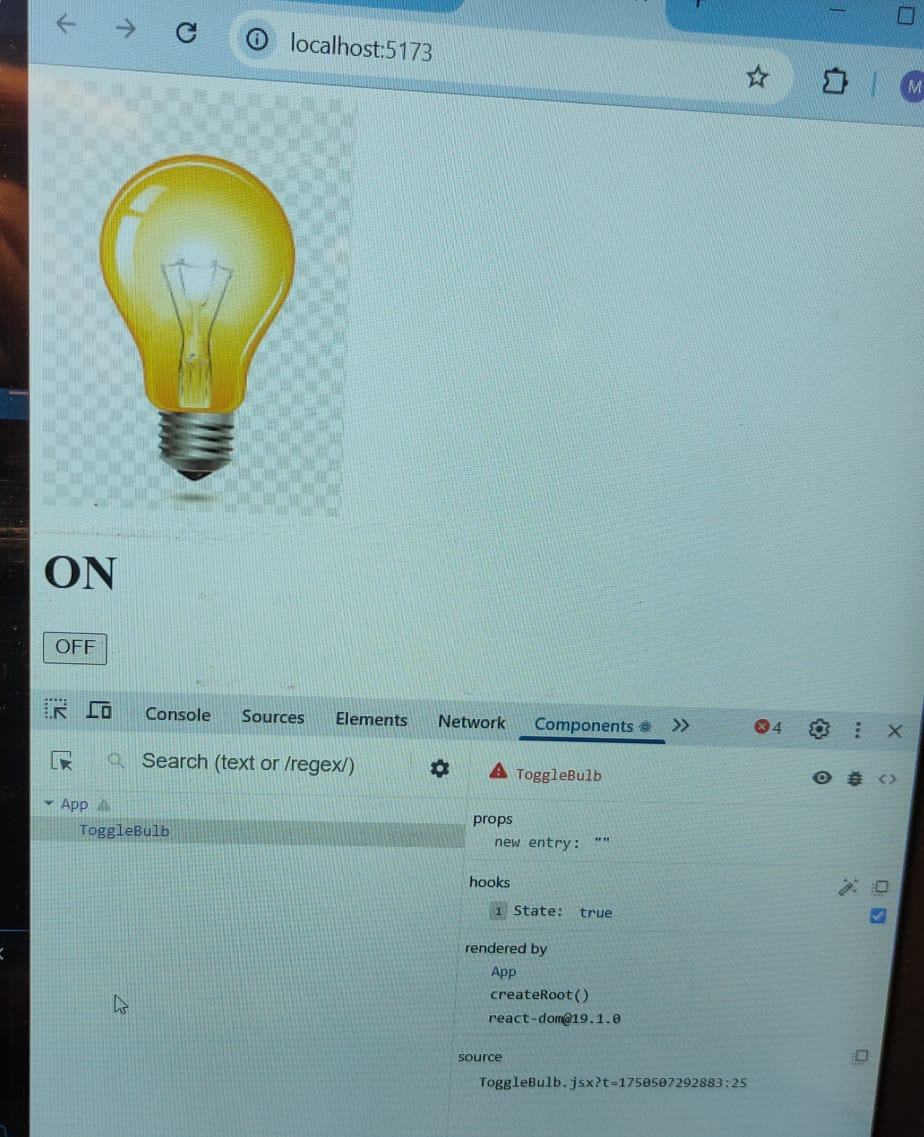 localhost:5173
M
ON
OFF
Console Sources Elements Network Components 4
Search (text or /regex/)
ToggleBulb
App
ToggleBulb
props
new entry: ""
hooks
1 State: true
rendered by
App
createRoot()
react-dom@19.1.0
source
ToggleBulb.jsx?t=1750507292883:25